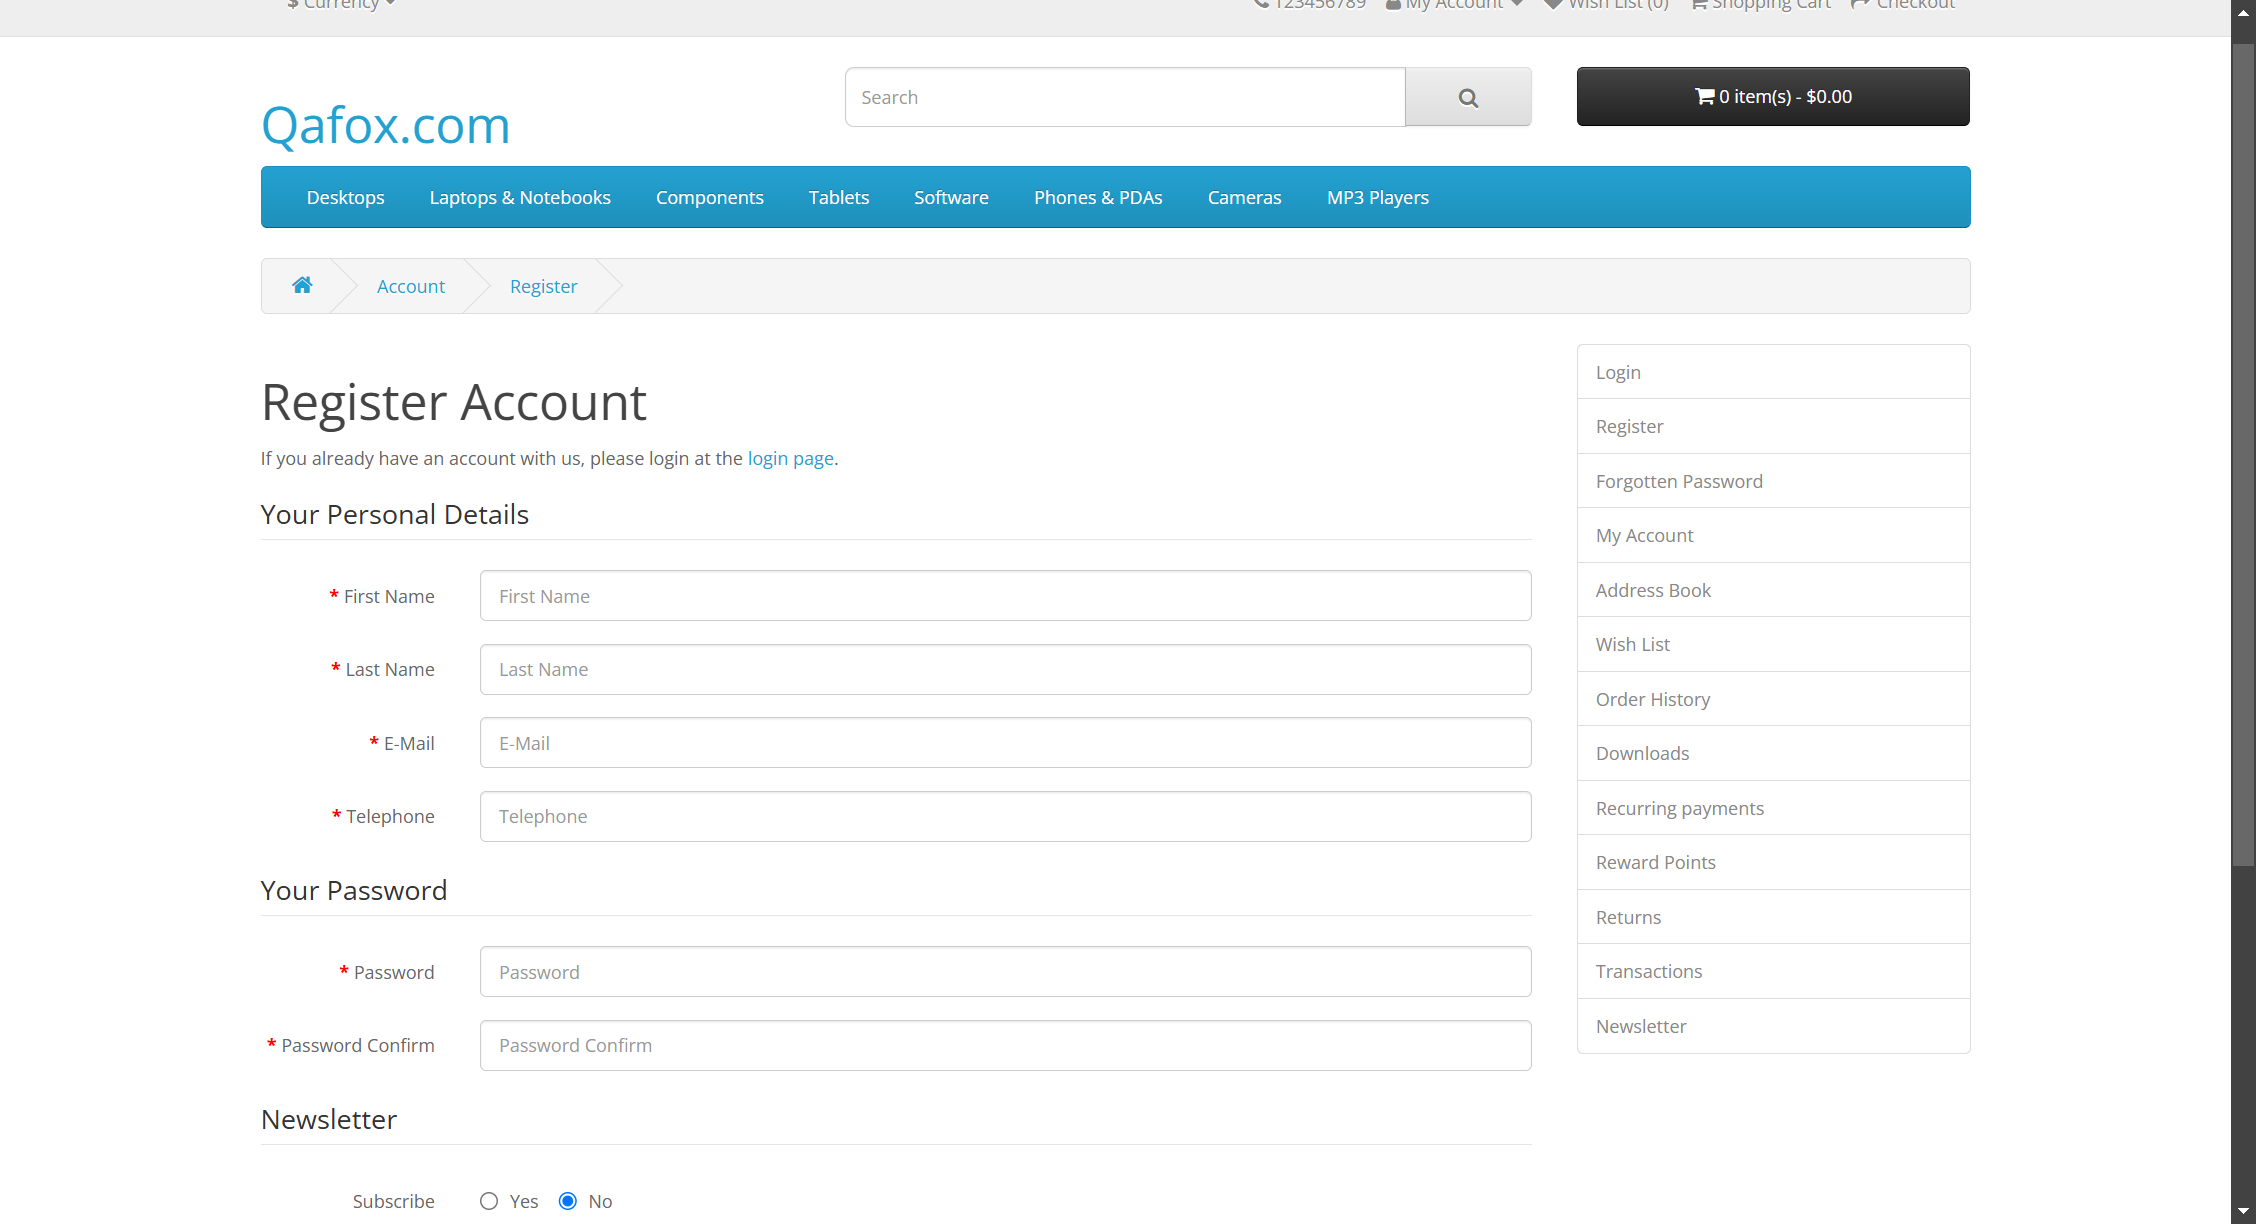 $ Currency
123456789 My Account Wish List (0) Shopping Cart Checkout
Qafox.com
Search
0 item(s) - $0.00
Desktops Laptops & Notebooks Components Tablets Software Phones & PDAs Cameras MP3 Players
Account Register
Register Account
If you already have an account with us, please login at the login page.
Your Personal Details
* First Name First Name
* Last Name Last Name
* E-Mail E-Mail
* Telephone Telephone
Your Password
* Password Password
* Password Confirm Password Confirm
Newsletter
Subscribe Yes No
Login
Register
Forgotten Password
My Account
Address Book
Wish List
Order History
Downloads
Recurring payments
Reward Points
Returns
Transactions
Newsletter